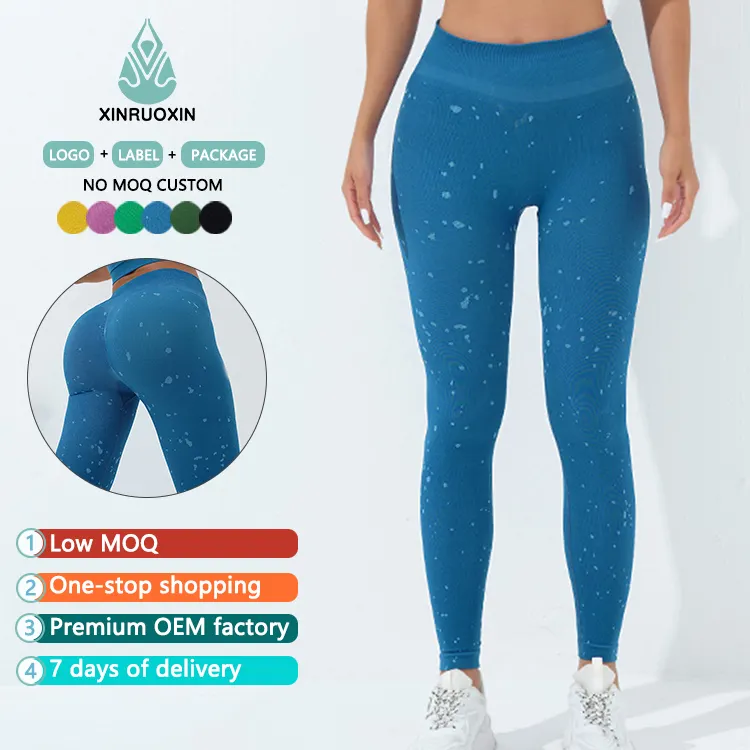 XINRUOXIN
LOGO + LABEL + PACKAGE
NO MOQ CUSTOM
1 Low MOQ
2 One-stop shopping
3 Premium OEM factory
4 7 days of delivery